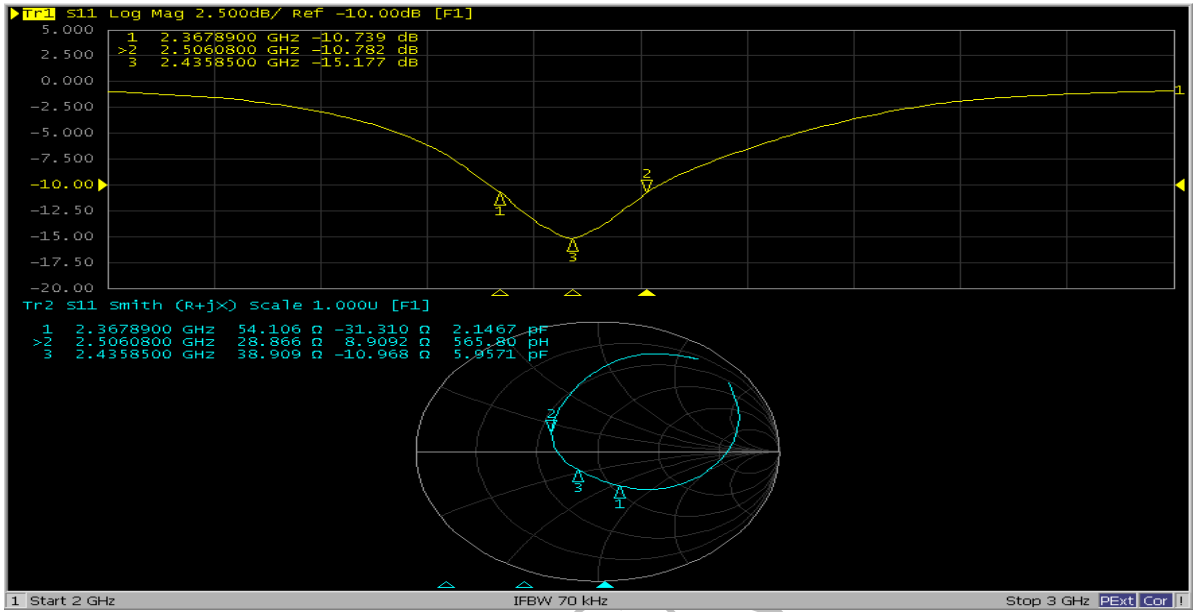 Tr1 S11 Log Mag 2.500dB/ Ref -10.00dB [F1]
5.000
1 2.3678900 GHz -10.739 dB
>2 2.5060800 GHz -10.782 dB
3 2.4358500 GHz -15.177 dB
2.500
0.000
-2.500
-5.000
-7.500
-10.00
-12.50
-15.00
-17.50
-20.00
1
2
1
3
Tr2 S11 Smith (R+jX) Scale 1.000U [F1]
1 2.3678900 GHz 54.106 Ω -31.310 Ω 2.1467 pF
>2 2.5060800 GHz 28.866 Ω 8.9092 Ω 565.80 pH
3 2.4358500 GHz 38.909 Ω -10.968 Ω 5.9571 pF
2
3
1
1 Start 2 GHz IFBW 70 kHz Stop 3 GHz PExt Cor !